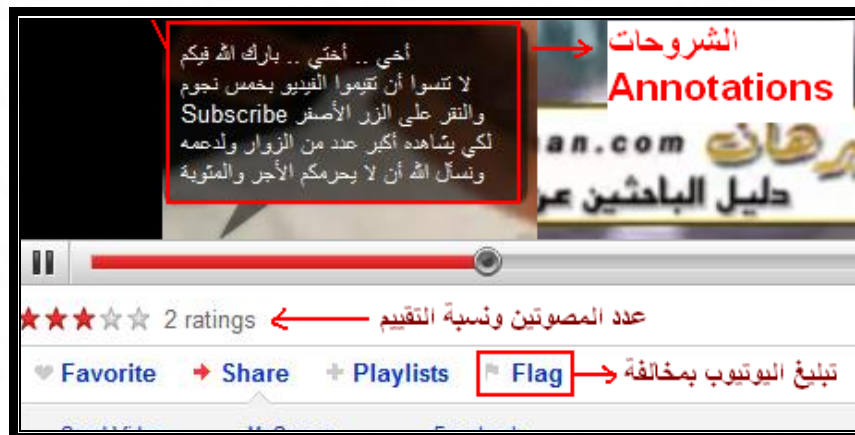 أخي .. أختي .. بارك الله فيكم
لا تنسوا أن تقيموا الفيديو بخمس نجوم
والنقر على الزر الأصفر Subscribe
لكي يشاهده أكبر عدد من الزوار ولدعمه
ونسأل الله أن لا يحرمكم الأجر والمثوبة
الشروحات
Annotations
an.com
دليل الباحثين عن
2 ratings
عدد المصوتين ونسبة التقييم
Favorite Share Playlists Flag
تبليغ اليوتيوب بمخالفة